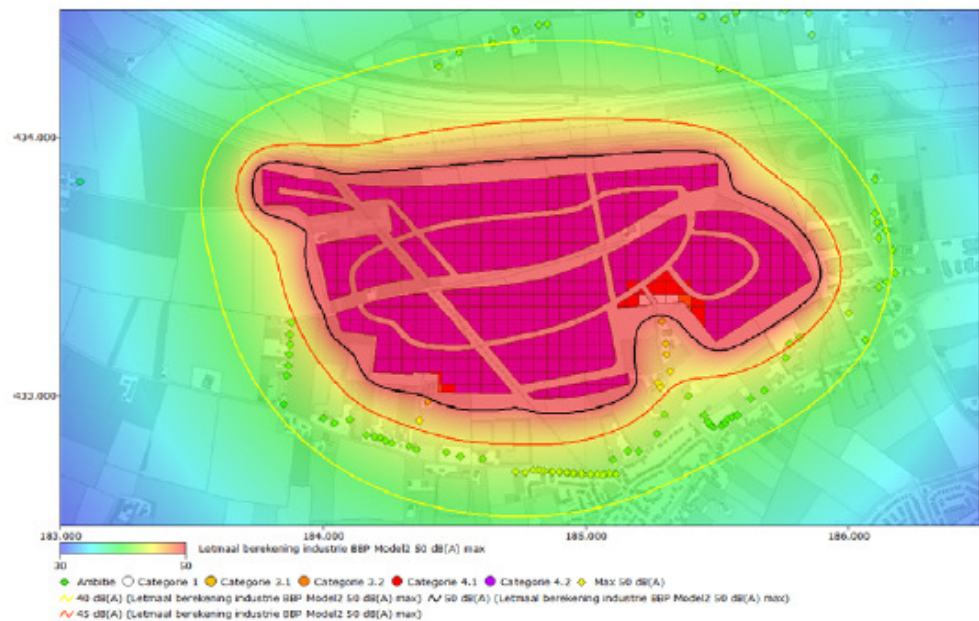 434.000
433.000
183.000 184.000 185.000 186.000
30 50 Letmaal berekening industrie BBP Model2 50 dB(A) max
Ambitie Categorie 1 Categorie 3.1 Categorie 3.2 Categorie 4.1 Categorie 4.2 Max 50 dB(A)
40 dB(A) (Letmaal berekening industrie BBP Model2 50 dB(A) max) 50 dB(A) (Letmaal berekening industrie BBP Model2 50 dB(A) max)
45 dB(A) (Letmaal berekening industrie BBP Model2 50 dB(A) max)